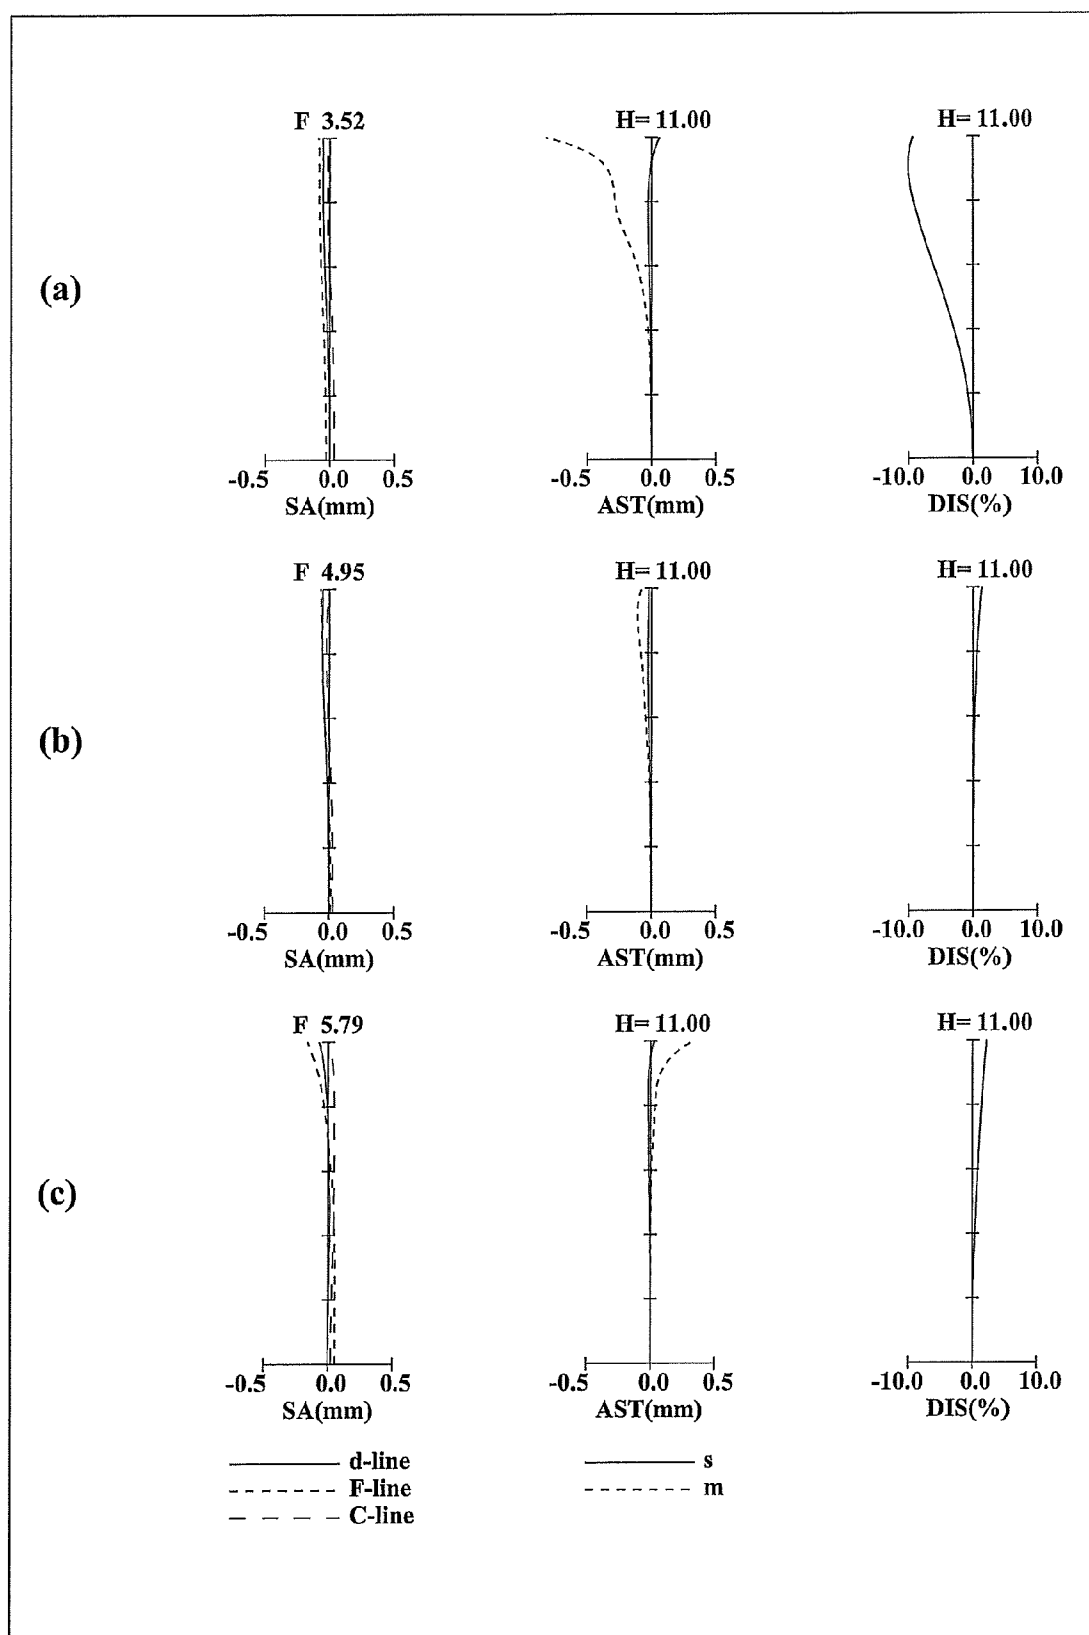 F 3.52 H= 11.00 H= 11.00
(a)
-0.5 0.0 0.5 -0.5 0.0 0.5 -10.0 0.0 10.0
SA(mm) AST(mm) DIS(%)
F 4.95 H= 11.00 H= 11.00
(b)
-0.5 0.0 0.5 -0.5 0.0 0.5 -10.0 0.0 10.0
SA(mm) AST(mm) DIS(%)
F 5.79 H= 11.00 H= 11.00
(c)
-0.5 0.0 0.5 -0.5 0.0 0.5 -10.0 0.0 10.0
SA(mm) AST(mm) DIS(%)
d-line s
F-line m
C-line